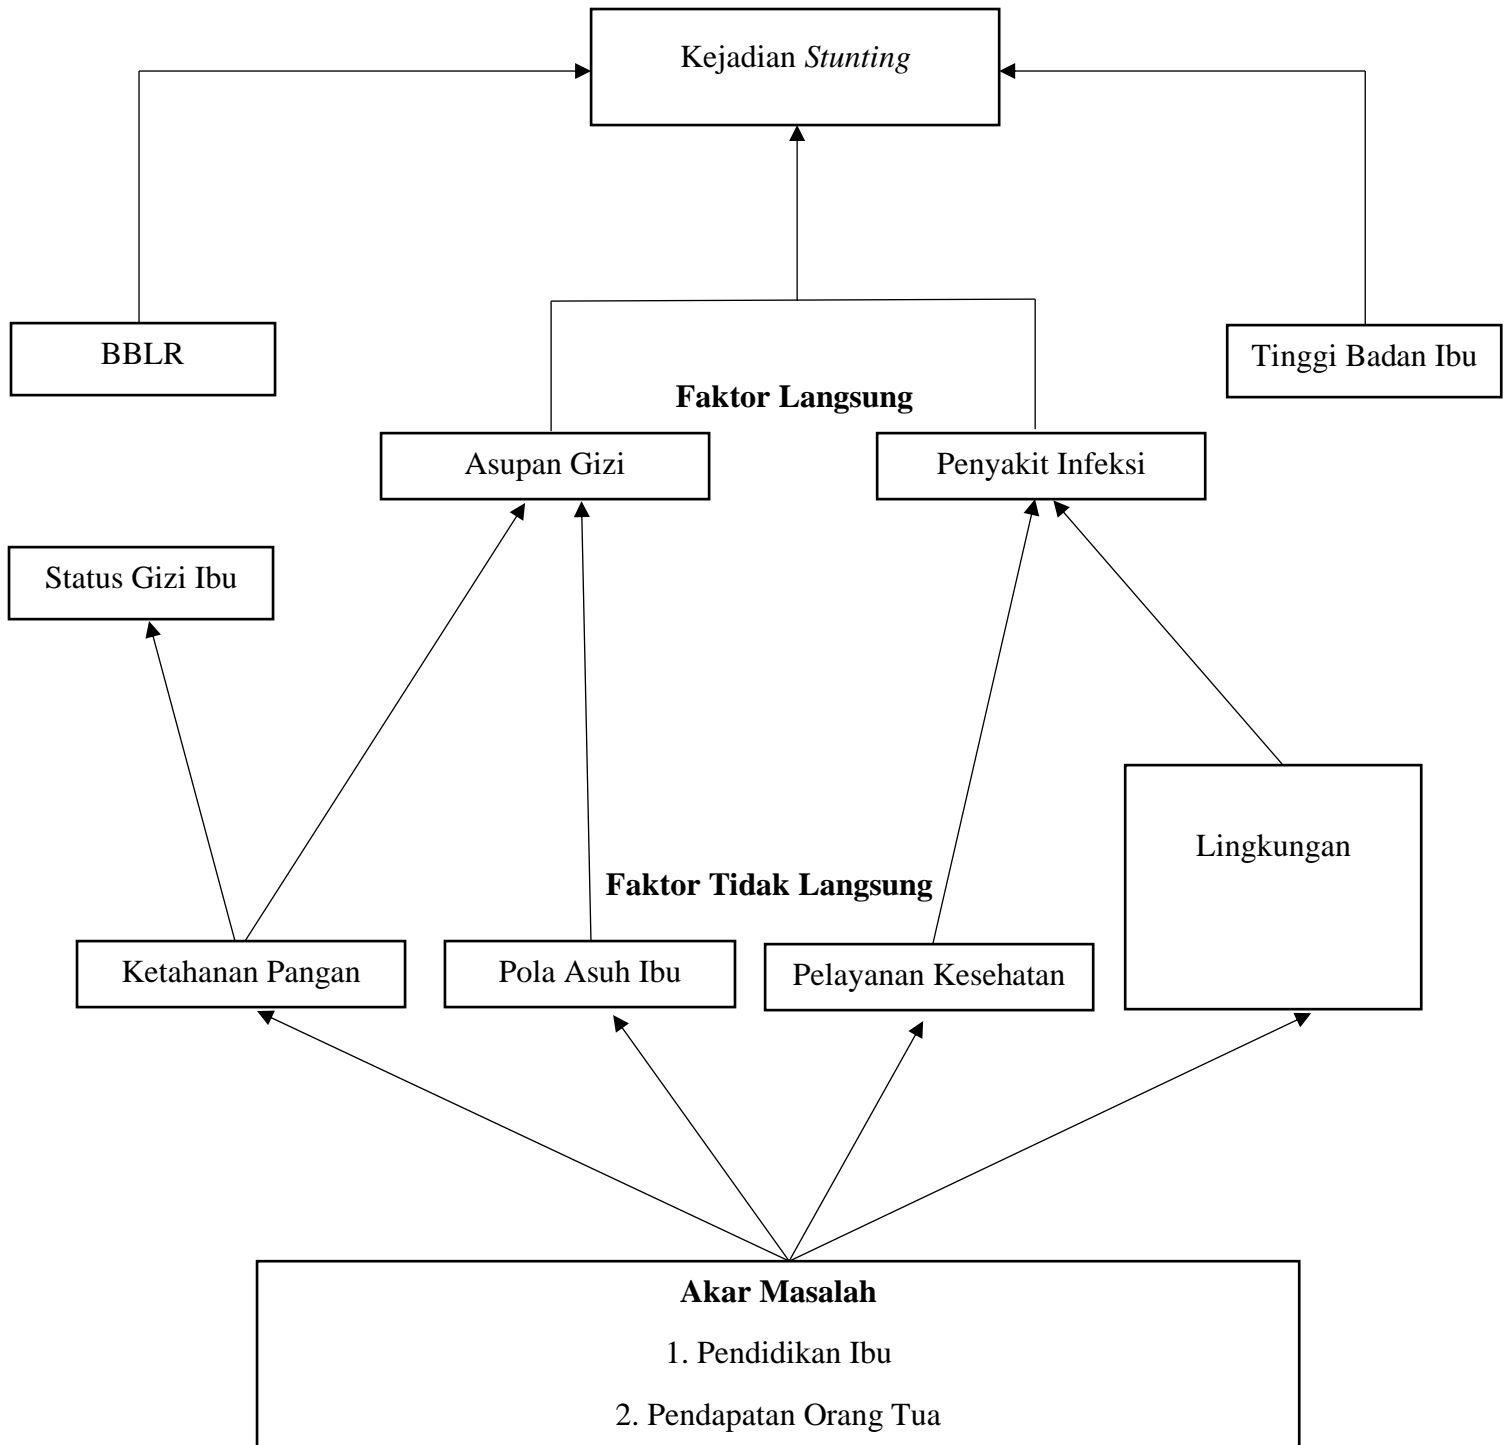 Kejadian Stunting
BBLR
Tinggi Badan Ibu
Faktor Langsung
Asupan Gizi
Penyakit Infeksi
Status Gizi Ibu
Lingkungan
Faktor Tidak Langsung
Ketahanan Pangan
Pola Asuh Ibu
Pelayanan Kesehatan
Akar Masalah
1. Pendidikan Ibu
2. Pendapatan Orang Tua